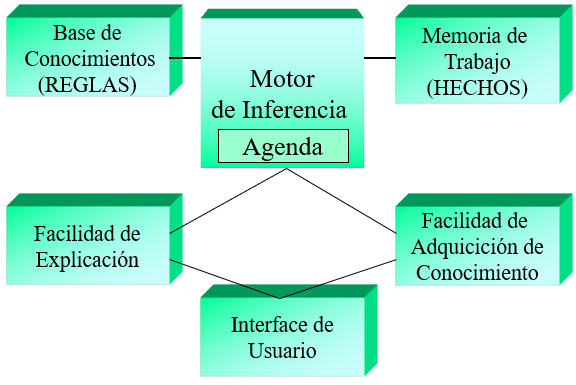 Base de
Conocimientos
(REGLAS)
Motor
de Inferencia
Agenda
Memoria de
Trabajo
(HECHOS)
Facilidad de
Explicación
Facilidad de
Adquicición de
Conocimiento
Interface de
Usuario